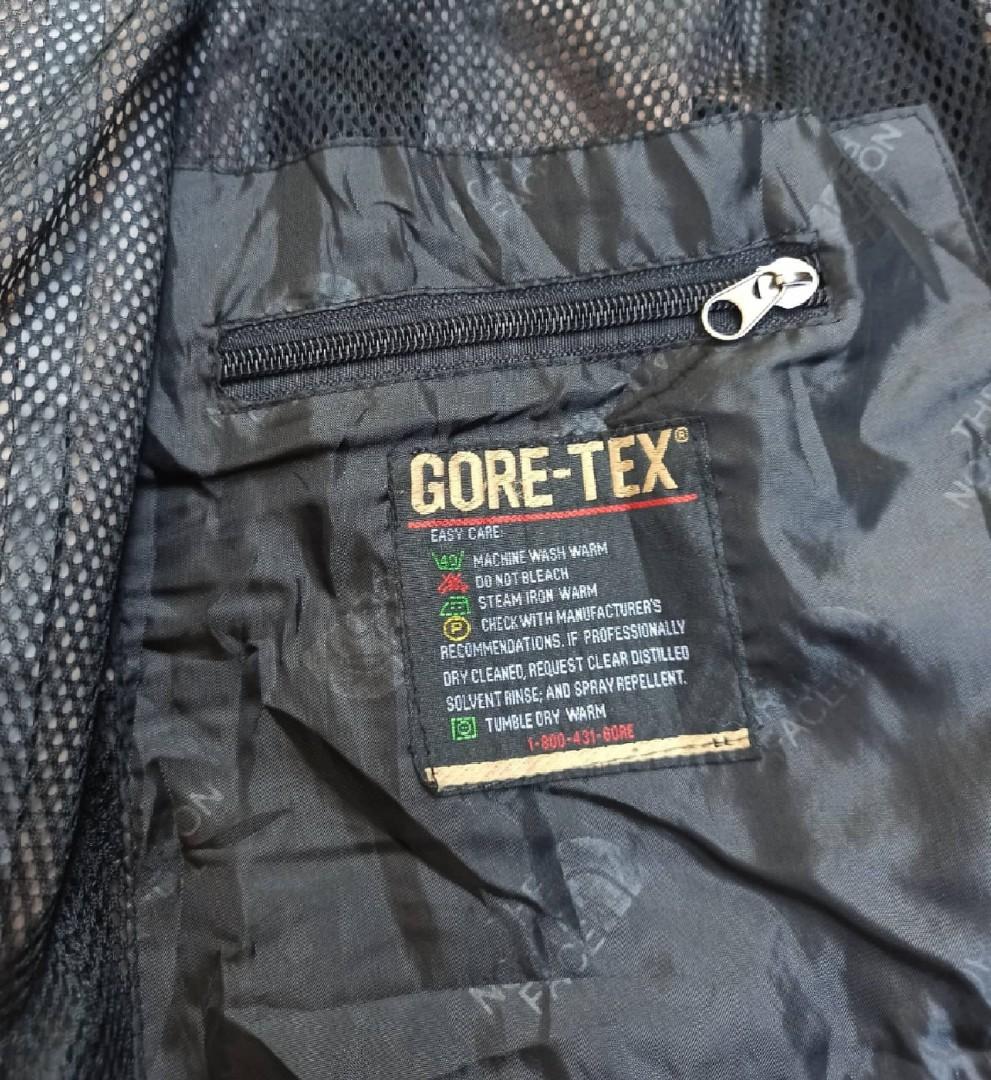 GORE-TEX®
EASY CARE:
40 MACHINE WASH WARM
DO NOT BLEACH
STEAM IRON WARM
P CHECK WITH MANUFACTURER'S
RECOMMENDATIONS. IF PROFESSIONALLY
DRY CLEANED, REQUEST CLEAR DISTILLED
SOLVENT RINSE; AND SPRAY REPELLENT.
TUMBLE DRY WARM
1-800-431-GORE